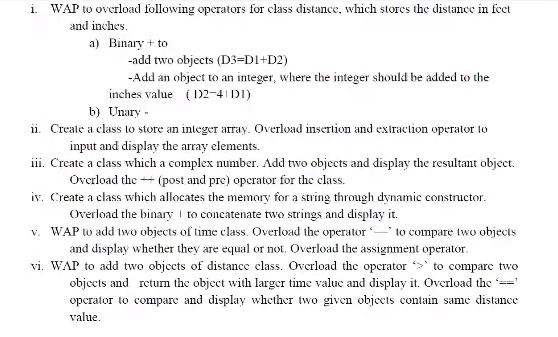 i. WAP to overload following operators for class distance, which stores the distance in feet
and inches.
a) Binary + to
-add two objects (D3=D1+D2)
-Add an object to an integer, where the integer should be added to the
inches value ( D2=4+D1)
b) Unary -
ii. Create a class to store an integer array. Overload insertion and extraction operator to
input and display the array elements.
iii. Create a class which a complex number. Add two objects and display the resultant object.
Overload the ++ (post and pre) operator for the class.
iv. Create a class which allocates the memory for a string through dynamic constructor.
Overload the binary + to concatenate two strings and display it.
v. WAP to add two objects of time class. Overload the operator ‘==’ to compare two objects
and display whether they are equal or not. Overload the assignment operator.
vi. WAP to add two objects of distance class. Overload the operator ‘>’ to compare two
objects and return the object with larger time value and display it. Overload the ‘==’
operator to compare and display whether two given objects contain same distance
value.